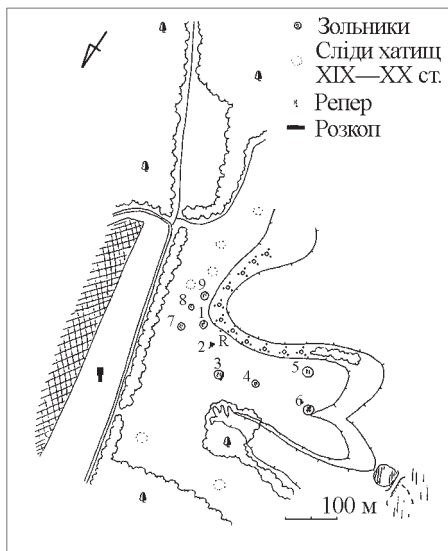 Зольники
Сліди хатищ
XIX—XX ст.
Репер
Розкоп
9
8
1
7
2
R
3
4
5
6
100 м